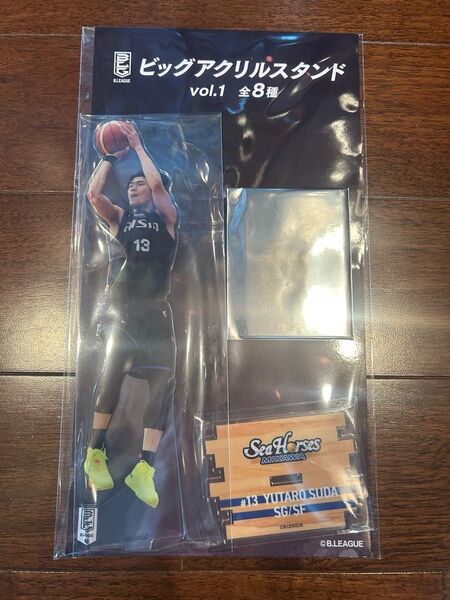 B.LEAGUE
ビッグアクリルスタンド
vol.1 全8種
AISIN
13
SeaHorses
MIKAWA
#13 YUTARO SUDA
SG/SF
©B.LEAGUE
©B.LEAGUE